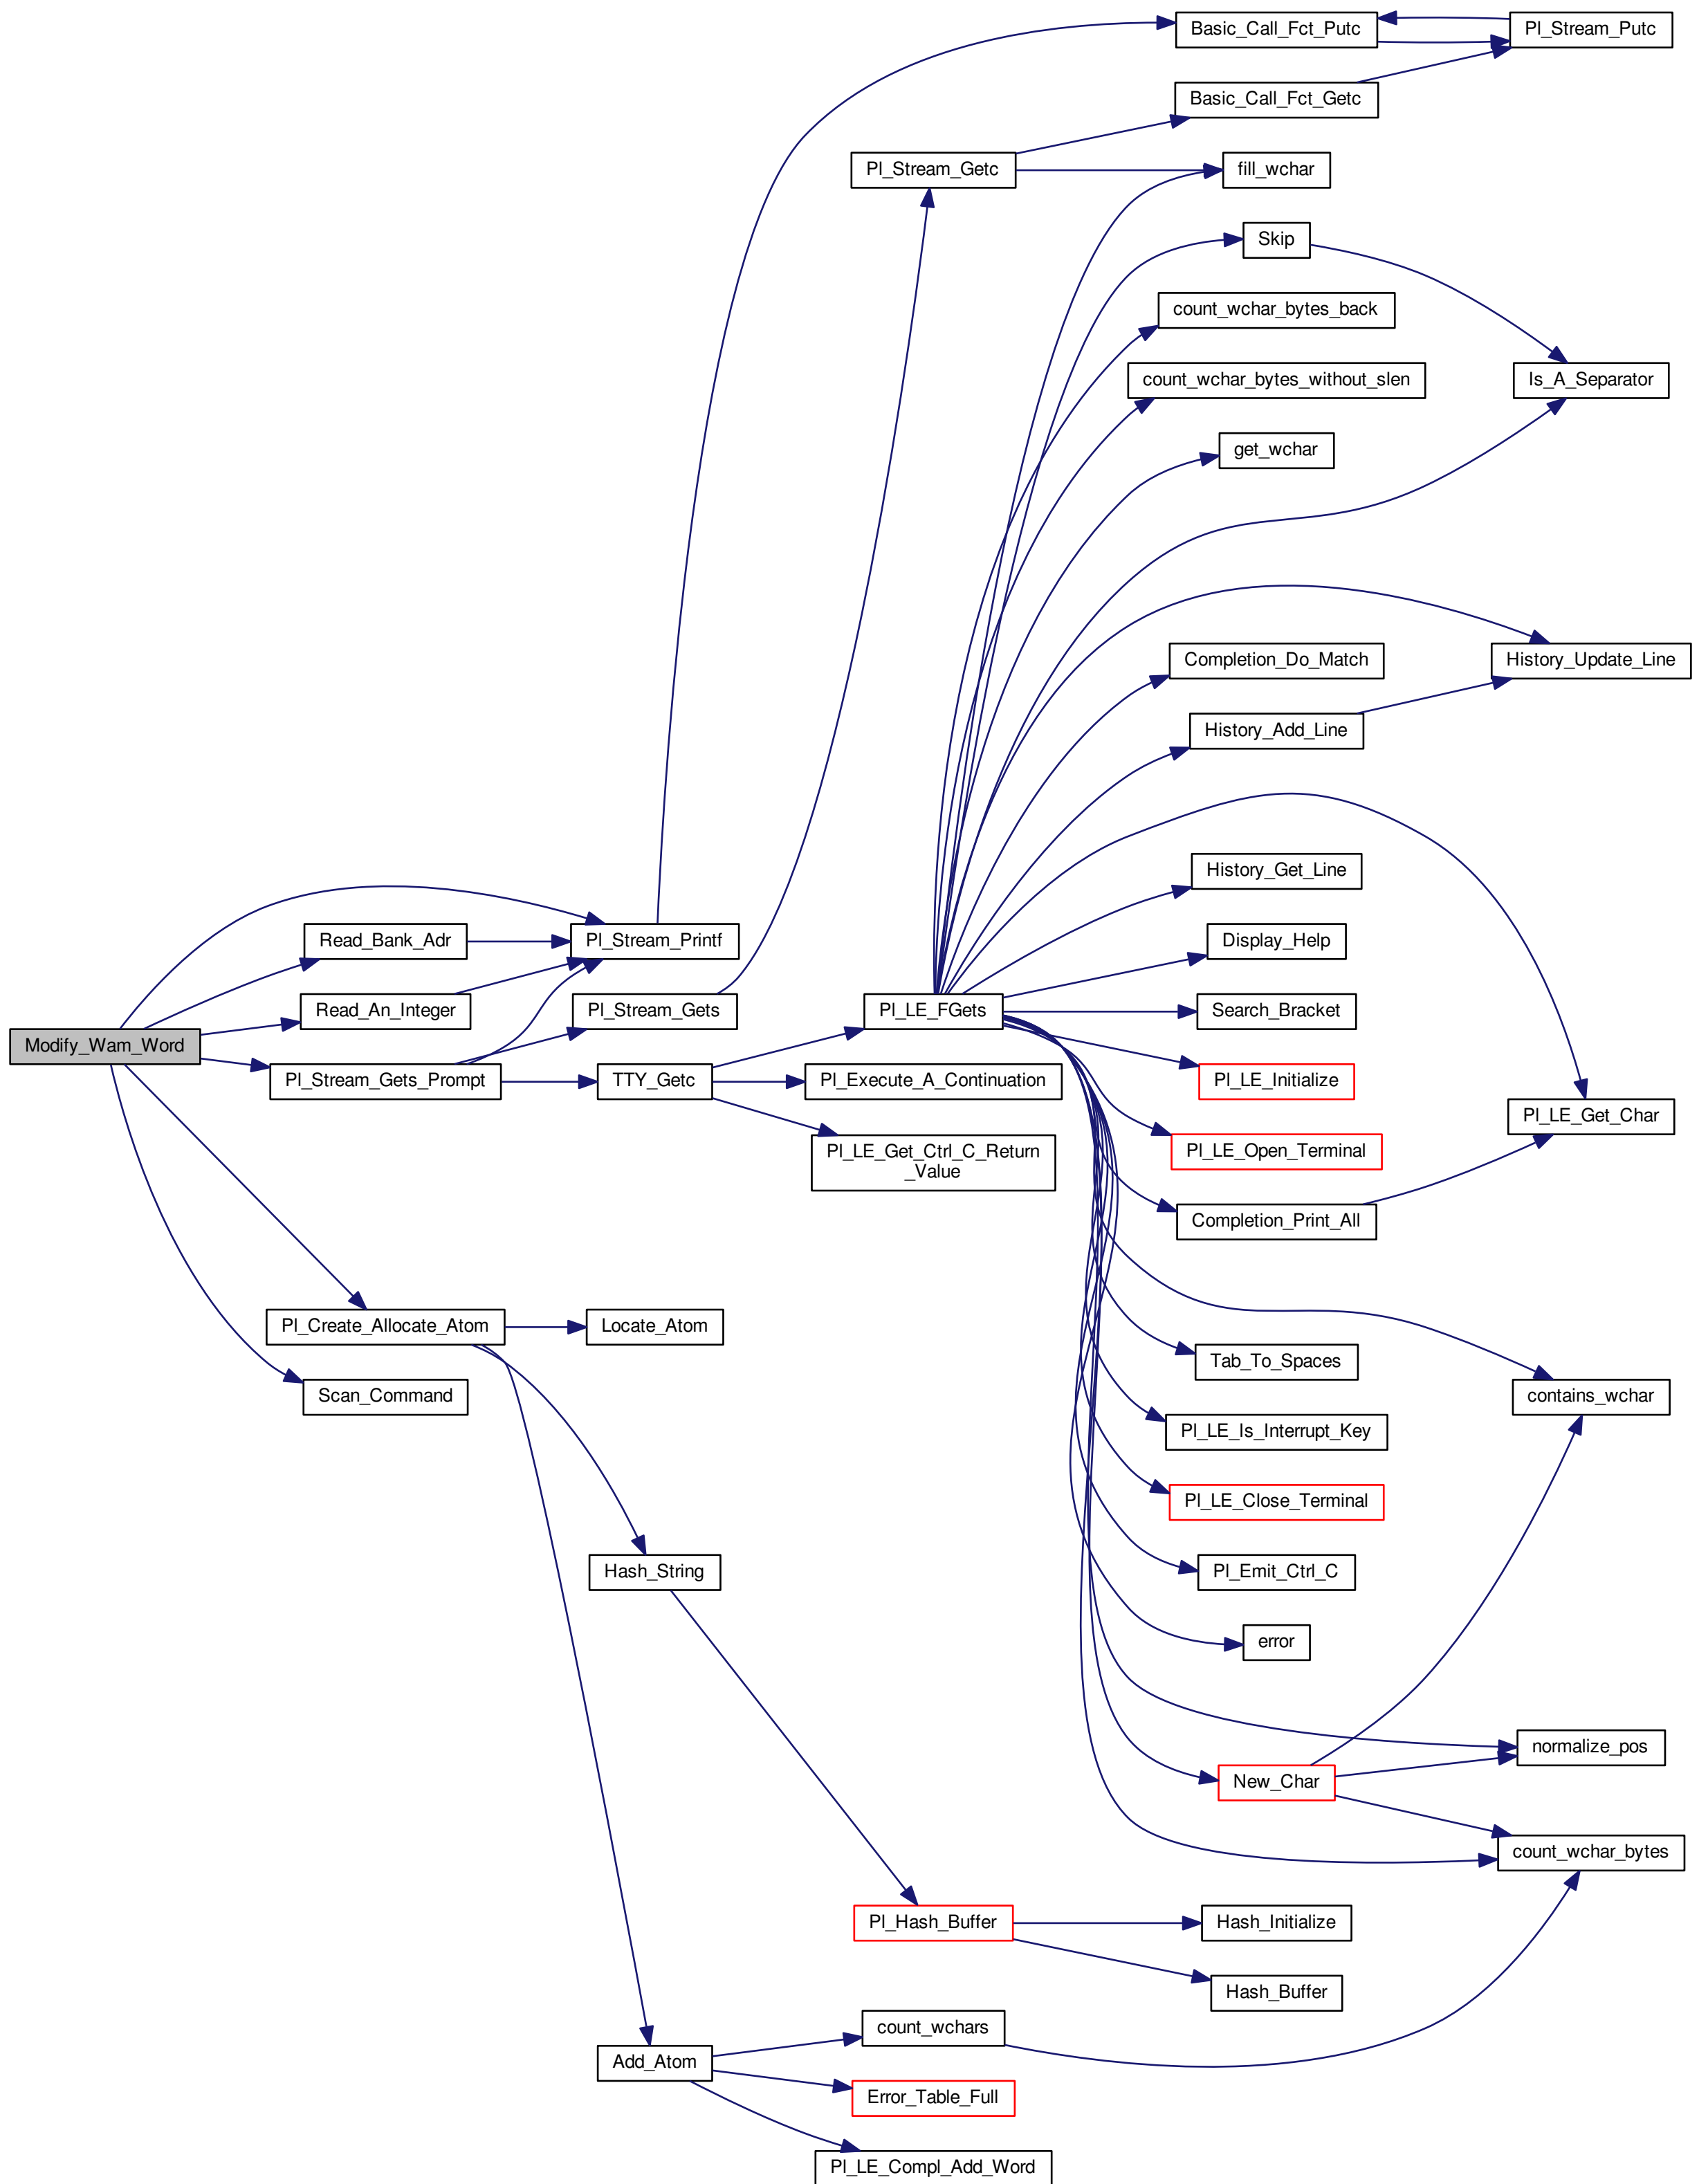 Basic_Call_Fct_Putc
Pl_Stream_Putc
Basic_Call_Fct_Getc
Pl_Stream_Getc
fill_wchar
Skip
count_wchar_bytes_back
count_wchar_bytes_without_slen
Is_A_Separator
get_wchar
Completion_Do_Match
History_Update_Line
History_Add_Line
History_Get_Line
Read_Bank_Adr
Pl_Stream_Printf
Display_Help
Read_An_Integer
Pl_Stream_Gets
Pl_LE_FGets
Search_Bracket
Modify_Wam_Word
Pl_Stream_Gets_Prompt
TTY_Getc
Pl_Execute_A_Continuation
Pl_LE_Initialize
Pl_LE_Get_Char
Pl_LE_Get_Ctrl_C_Return
_Value
Pl_LE_Open_Terminal
Completion_Print_All
Pl_Create_Allocate_Atom
Locate_Atom
Tab_To_Spaces
Scan_Command
contains_wchar
Pl_LE_Is_Interrupt_Key
Pl_LE_Close_Terminal
Hash_String
Pl_Emit_Ctrl_C
error
normalize_pos
New_Char
count_wchar_bytes
Pl_Hash_Buffer
Hash_Initialize
Hash_Buffer
count_wchars
Add_Atom
Error_Table_Full
Pl_LE_Compl_Add_Word